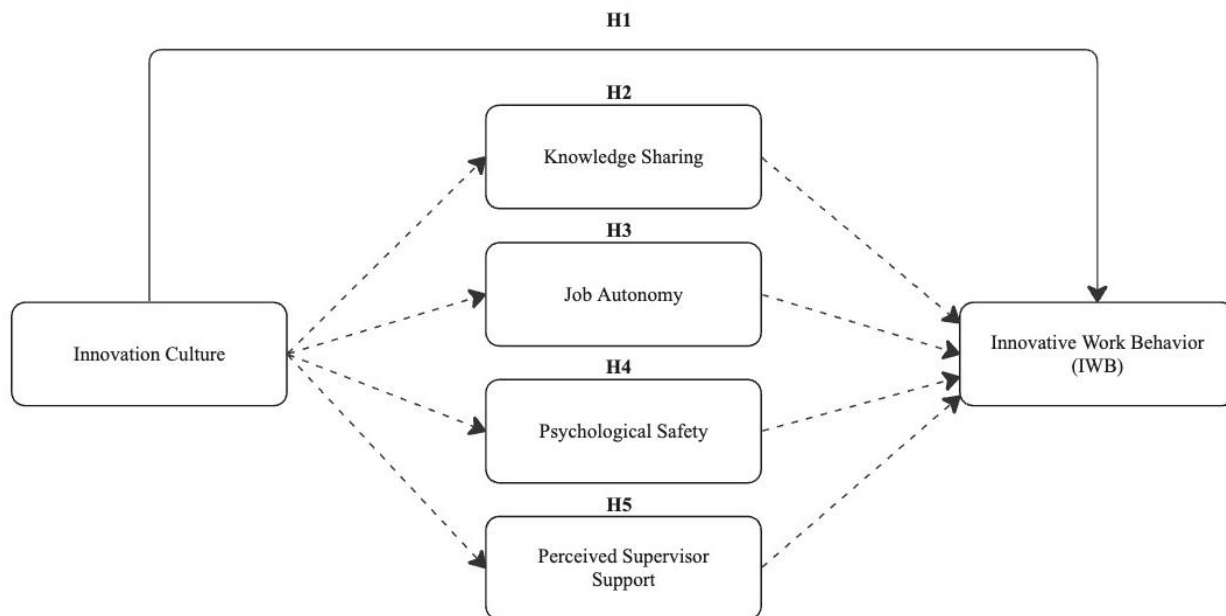 H1
H2
Knowledge Sharing
H3
Job Autonomy
Innovation Culture
Innovative Work Behavior
(IWB)
H4
Psychological Safety
H5
Perceived Supervisor
Support